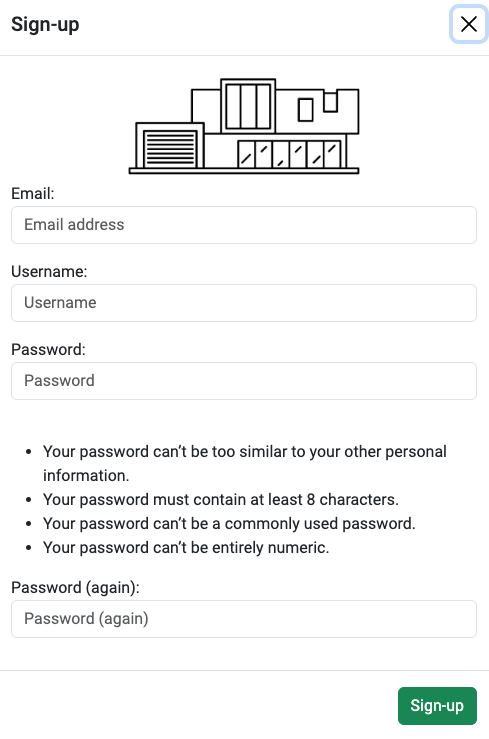 Sign-up
Email:
Email address
Username:
Username
Password:
Password
• Your password can’t be too similar to your other personal
information.
• Your password must contain at least 8 characters.
• Your password can’t be a commonly used password.
• Your password can’t be entirely numeric.
Password (again):
Password (again)
Sign-up